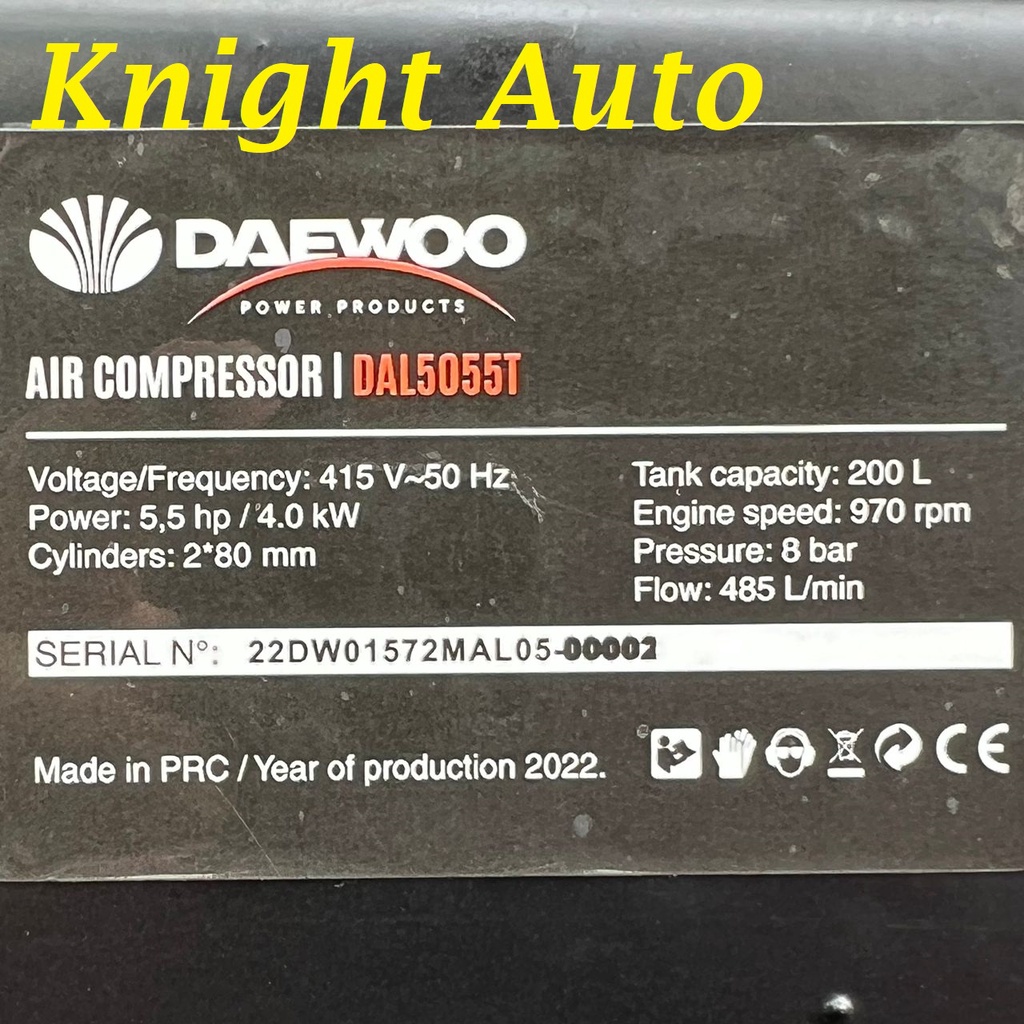 Knight Auto
DAEWOO
POWER PRODUCTS
AIR COMPRESSOR | DAL5055T
Voltage/Frequency: 415 V~50 Hz
Power: 5,5 hp / 4.0 kW
Cylinders: 2*80 mm
Tank capacity: 200 L
Engine speed: 970 rpm
Pressure: 8 bar
Flow: 485 L/min
SERIAL N°: 22DW01572MAL05-00002
Made in PRC / Year of production 2022.
CE